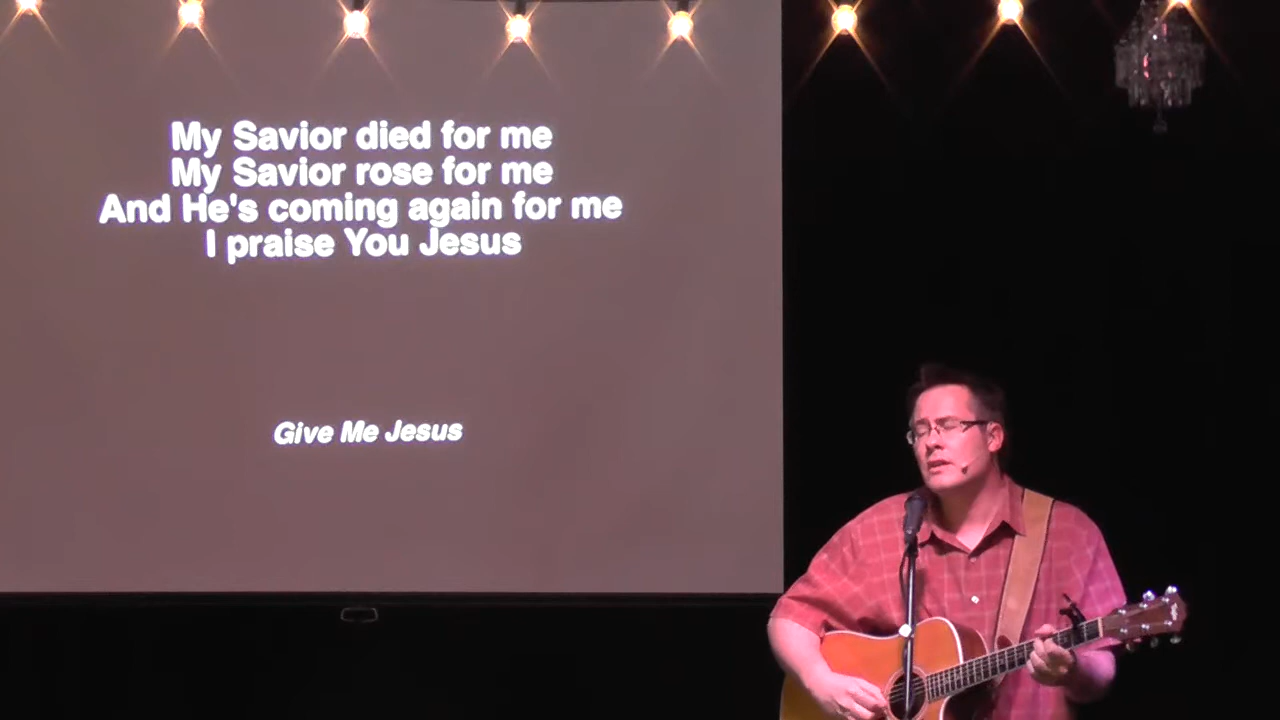 My Savior died for me
My Savior rose for me
And He's coming again for me
I praise You Jesus
Give Me Jesus